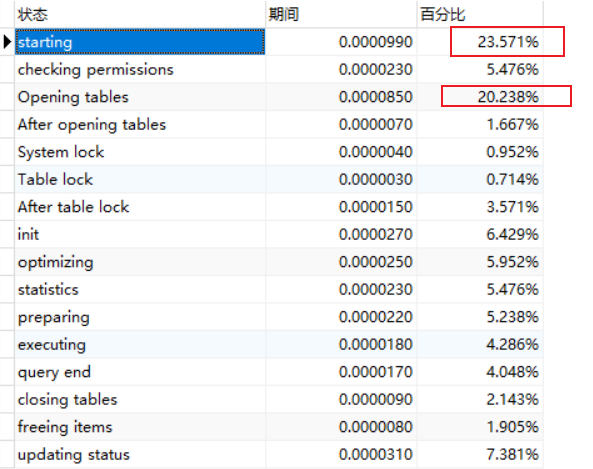 状态 期间 百分比
starting 0.0000990 23.571%
checking permissions 0.0000230 5.476%
Opening tables 0.0000850 20.238%
After opening tables 0.0000070 1.667%
System lock 0.0000040 0.952%
Table lock 0.0000030 0.714%
After table lock 0.0000150 3.571%
init 0.0000270 6.429%
optimizing 0.0000250 5.952%
statistics 0.0000230 5.476%
preparing 0.0000220 5.238%
executing 0.0000180 4.286%
query end 0.0000170 4.048%
closing tables 0.0000090 2.143%
freeing items 0.0000080 1.905%
updating status 0.0000310 7.381%